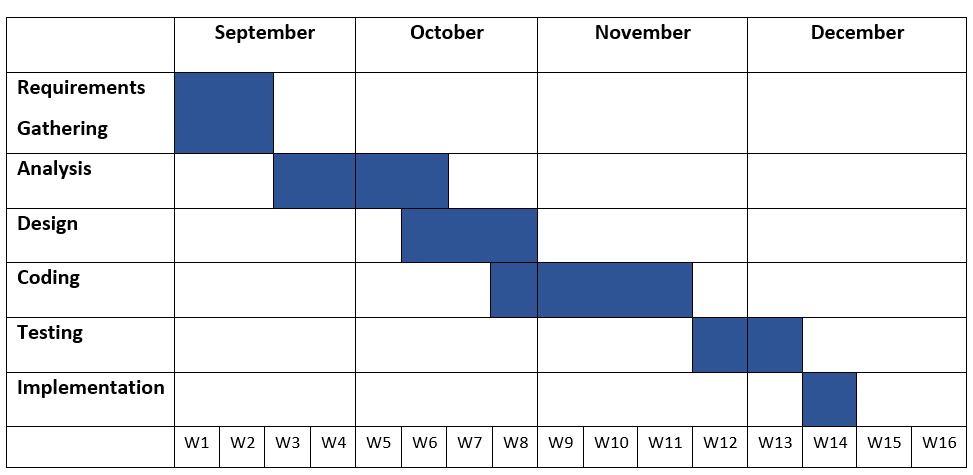 September October November December
Requirements
Gathering
Analysis
Design
Coding
Testing
Implementation
W1 W2 W3 W4 W5 W6 W7 W8 W9 W10 W11 W12 W13 W14 W15 W16